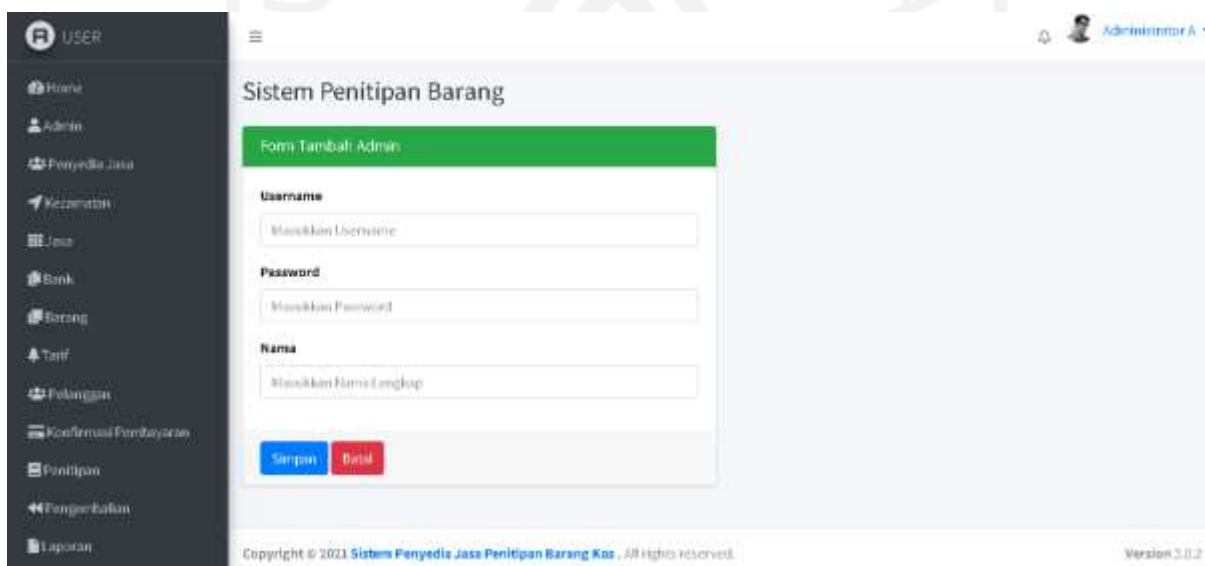 USER
Administrator A
Home
Admin
Penyedia Jasa
Kecamatan
Jasa
Bank
Barang
Tarif
Pelanggan
Konfirmasi Pembayaran
Penitipan
Pengembalian
Laporan
Sistem Penitipan Barang
Form Tambah Admin
Username
Masukkan Username
Password
Masukkan Password
Nama
Masukkan Nama Lengkap
Simpan Batal
Copyright © 2021 Sistem Penyedia Jasa Penitipan Barang Kos . All rights reserved.
Version 3.0.2